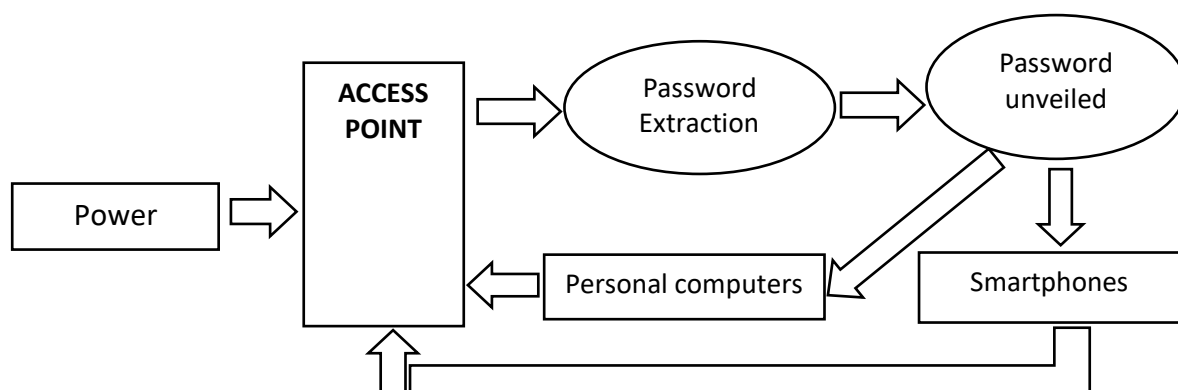 ACCESS
POINT
Password
Extraction
Password
unveiled
Power
Personal computers
Smartphones